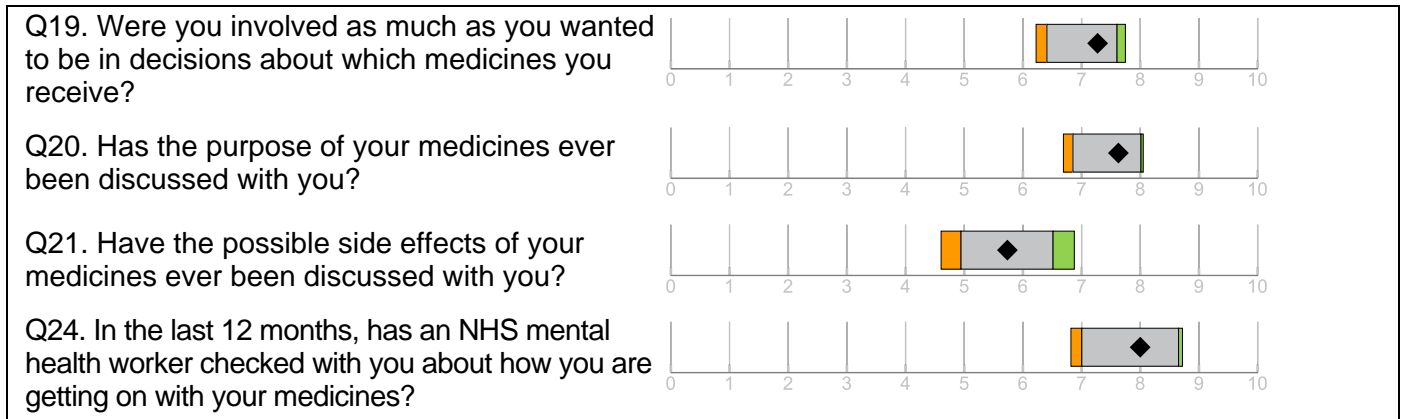 Q19. Were you involved as much as you wanted
to be in decisions about which medicines you
receive?
0 1 2 3 4 5 6 7 8 9 10
Q20. Has the purpose of your medicines ever
been discussed with you?
0 1 2 3 4 5 6 7 8 9 10
Q21. Have the possible side effects of your
medicines ever been discussed with you?
0 1 2 3 4 5 6 7 8 9 10
Q24. In the last 12 months, has an NHS mental
health worker checked with you about how you are
getting on with your medicines?
0 1 2 3 4 5 6 7 8 9 10